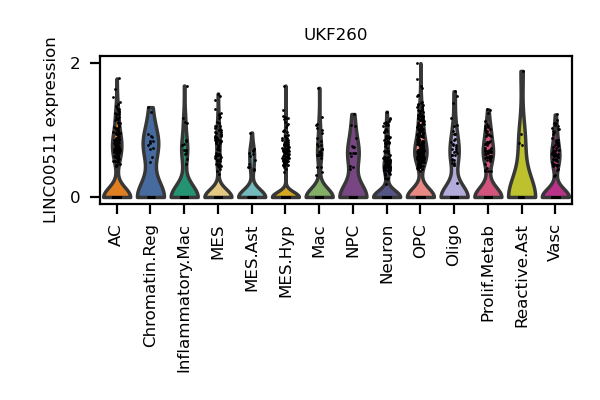 UKF260
LINC00511 expression
2
0
AC
Chromatin.Reg
Inflammatory.Mac
MES
MES.Ast
MES.Hyp
Mac
NPC
Neuron
OPC
Oligo
Prolif.Metab
Reactive.Ast
Vasc